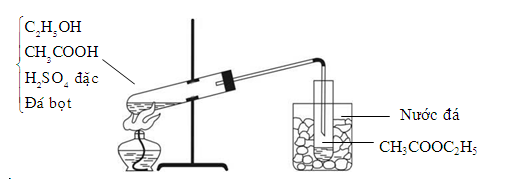 C₂H₅OH
CH₃COOH
H₂SO₄ đặc
Đá bọt
Nước đá
CH₃COOC₂H₅